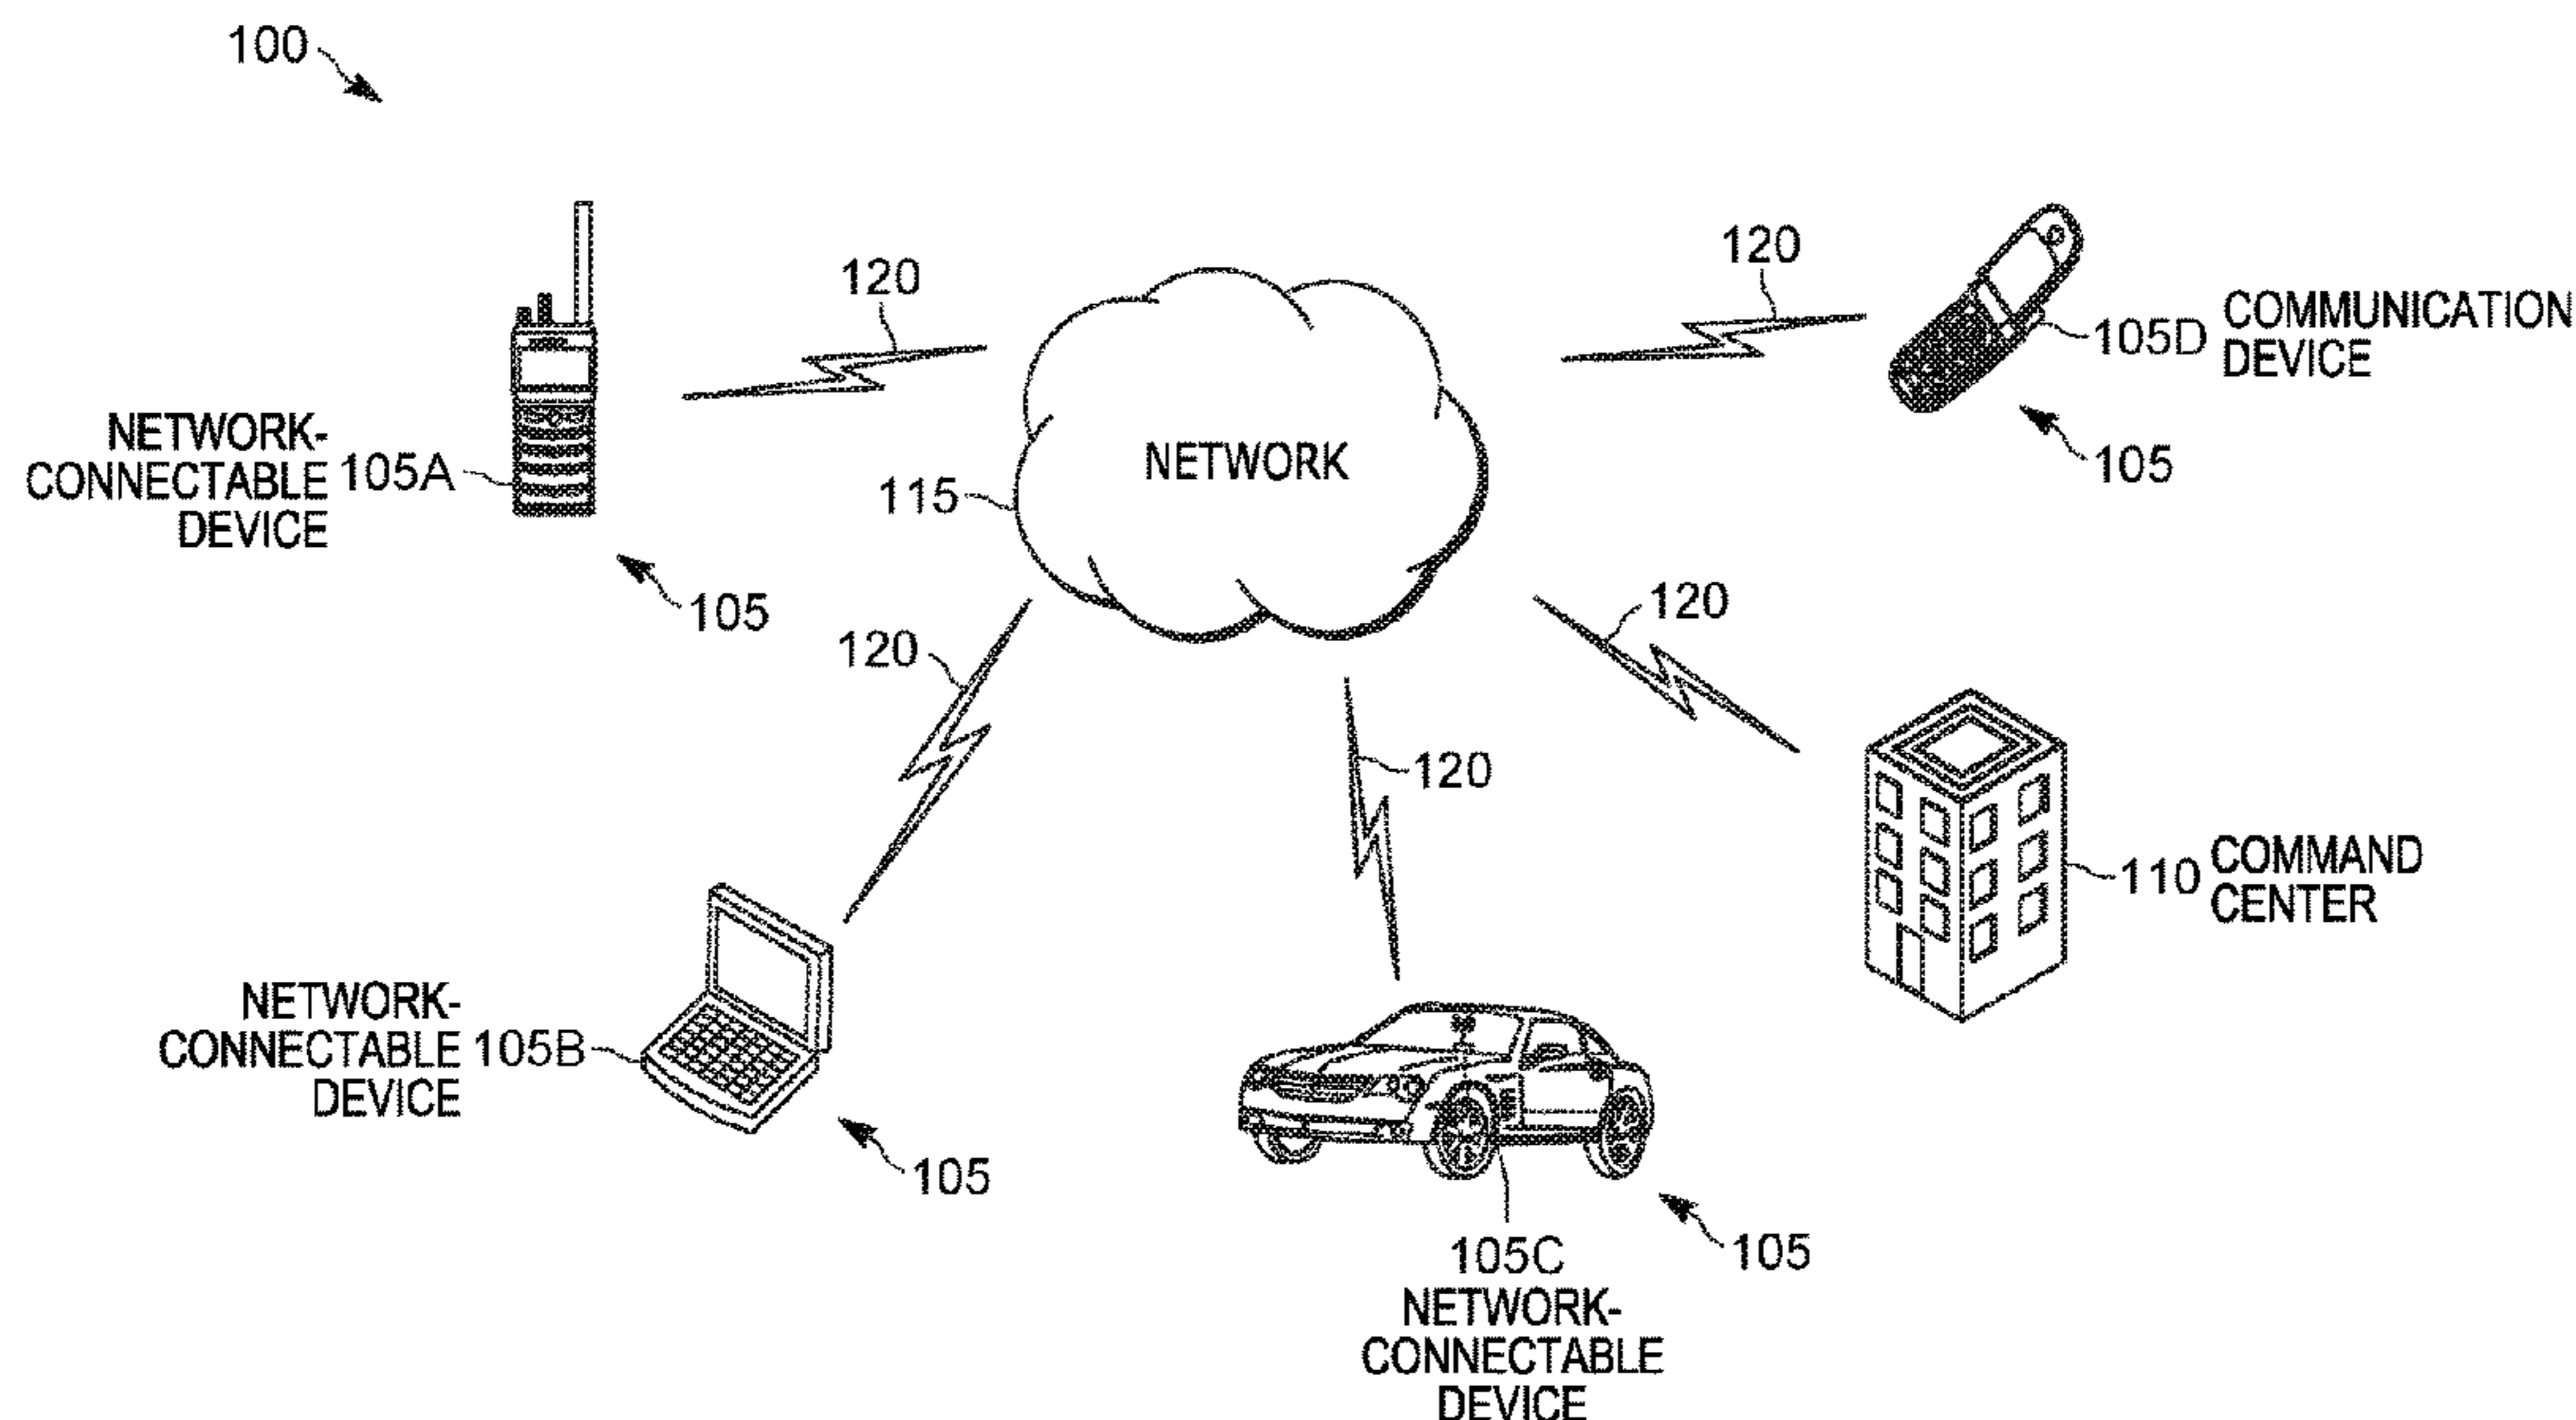 100
120
120
COMMUNICATION
105D DEVICE
NETWORK-
CONNECTABLE 105A
DEVICE
NETWORK
115
105
105
120
120
120
COMMAND
110 CENTER
NETWORK-
CONNECTABLE 105B
DEVICE
105
105C
NETWORK-
CONNECTABLE
DEVICE
105